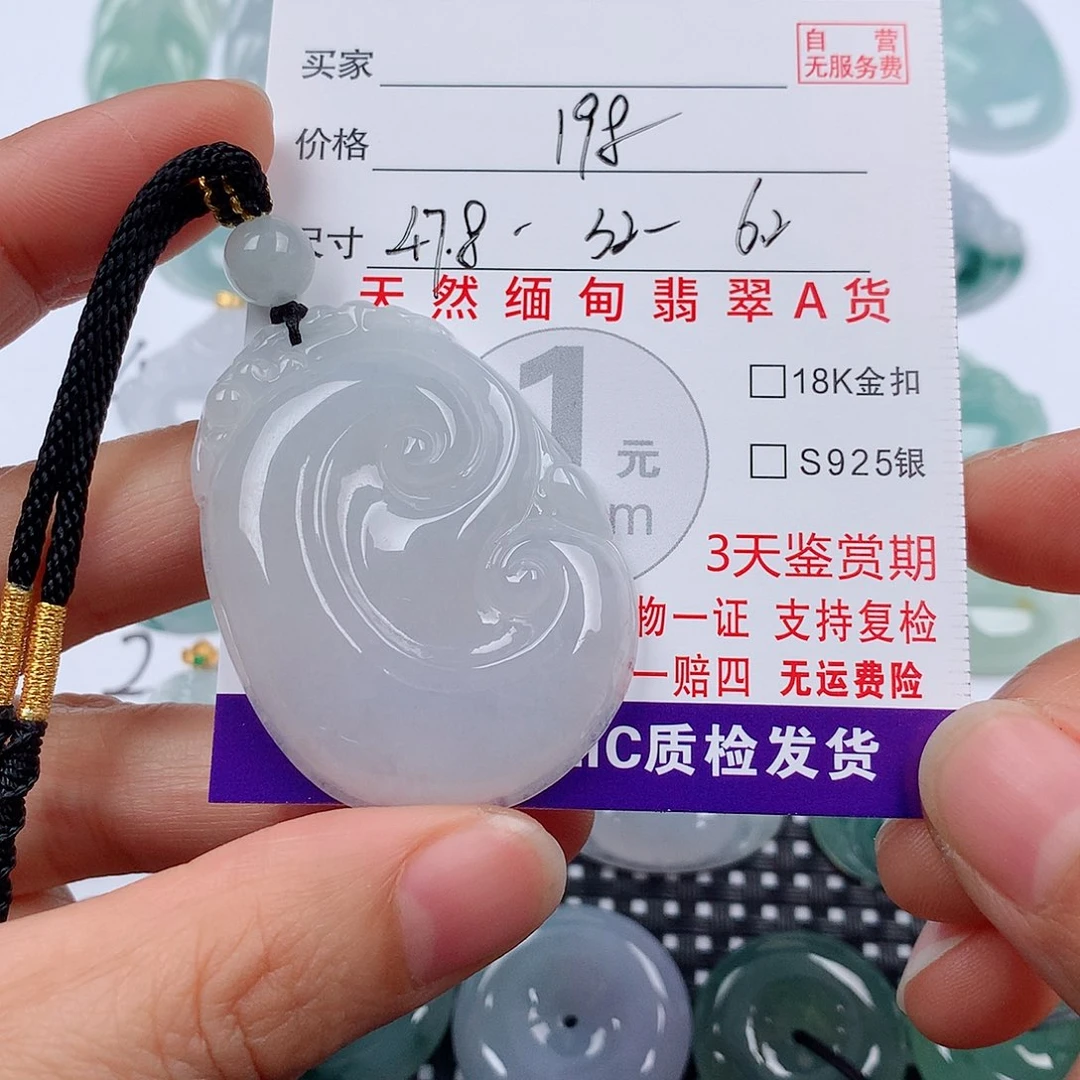 买家
自 营
无服务费
价格 198
尺寸 47.8 - 32 - 6.2
天然缅甸翡翠A货
1
元
m
18K金扣
S925银
3天鉴赏期
物一证 支持复检
一赔四 无运费险
IC质检发货
2